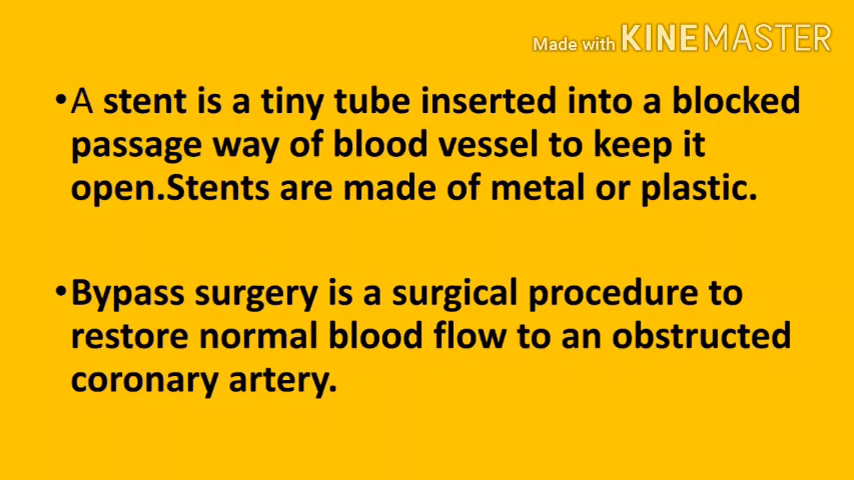 Made with KINEMASTER
•A stent is a tiny tube inserted into a blocked
passage way of blood vessel to keep it
open.Stents are made of metal or plastic.
•Bypass surgery is a surgical procedure to
restore normal blood flow to an obstructed
coronary artery.